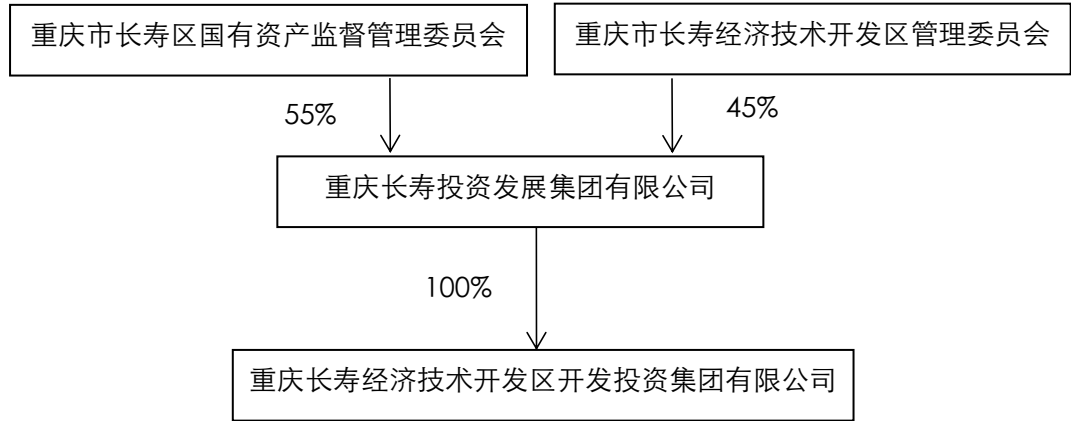 重庆市长寿区国有资产监督管理委员会
重庆市长寿经济技术开发区管理委员会
55%
45%
重庆长寿投资发展集团有限公司
100%
重庆长寿经济技术开发区开发投资集团有限公司